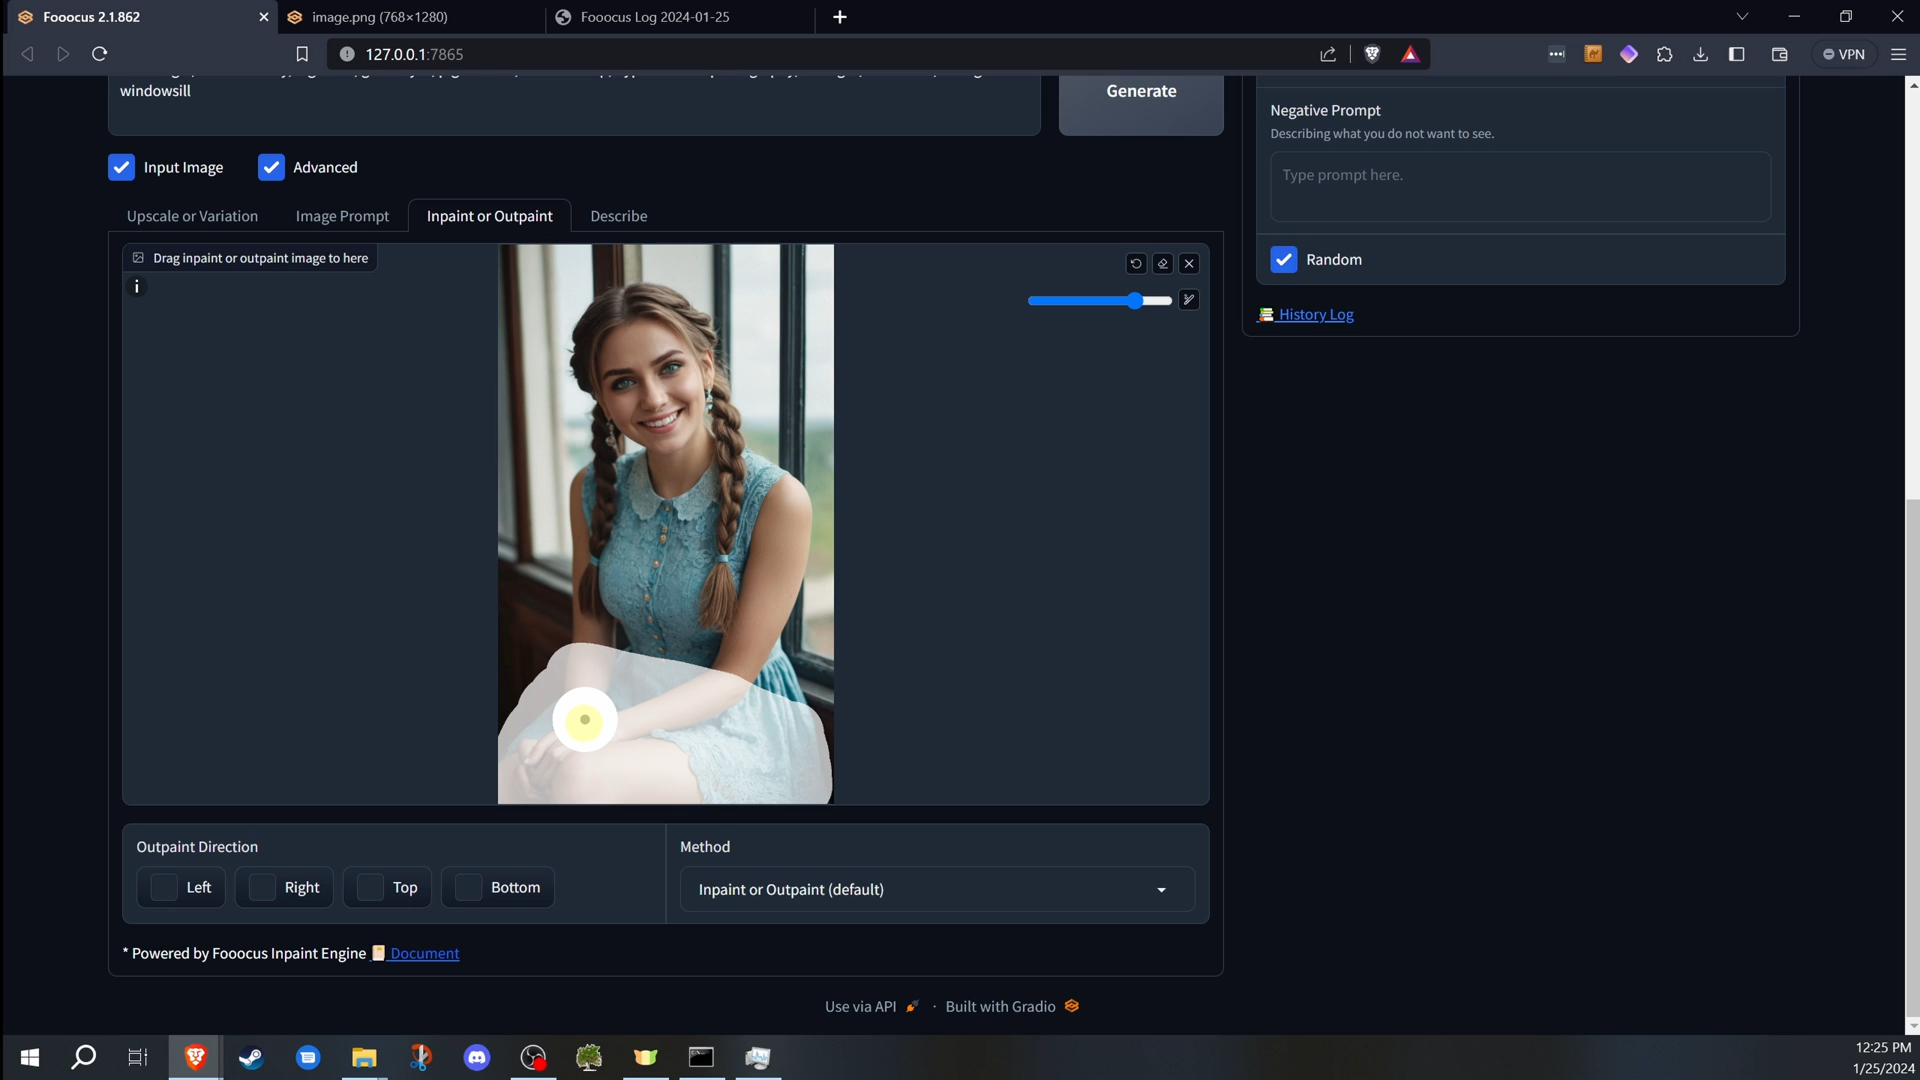 Fooocus 2.1.862
image.png (768×1280)
Fooocus Log 2024-01-25
127.0.0.1:7865
VPN
windowsill
Generate
Negative Prompt
Describing what you do not want to see.
Type prompt here.
Input Image
Advanced
Upscale or Variation
Image Prompt
Inpaint or Outpaint
Describe
Drag inpaint or outpaint image to here
i
Random
📚 History Log
Outpaint Direction
Left
Right
Top
Bottom
Method
Inpaint or Outpaint (default)
* Powered by Fooocus Inpaint Engine 📔 Document
Use via API 🚀 · Built with Gradio
12:25 PM
1/25/2024